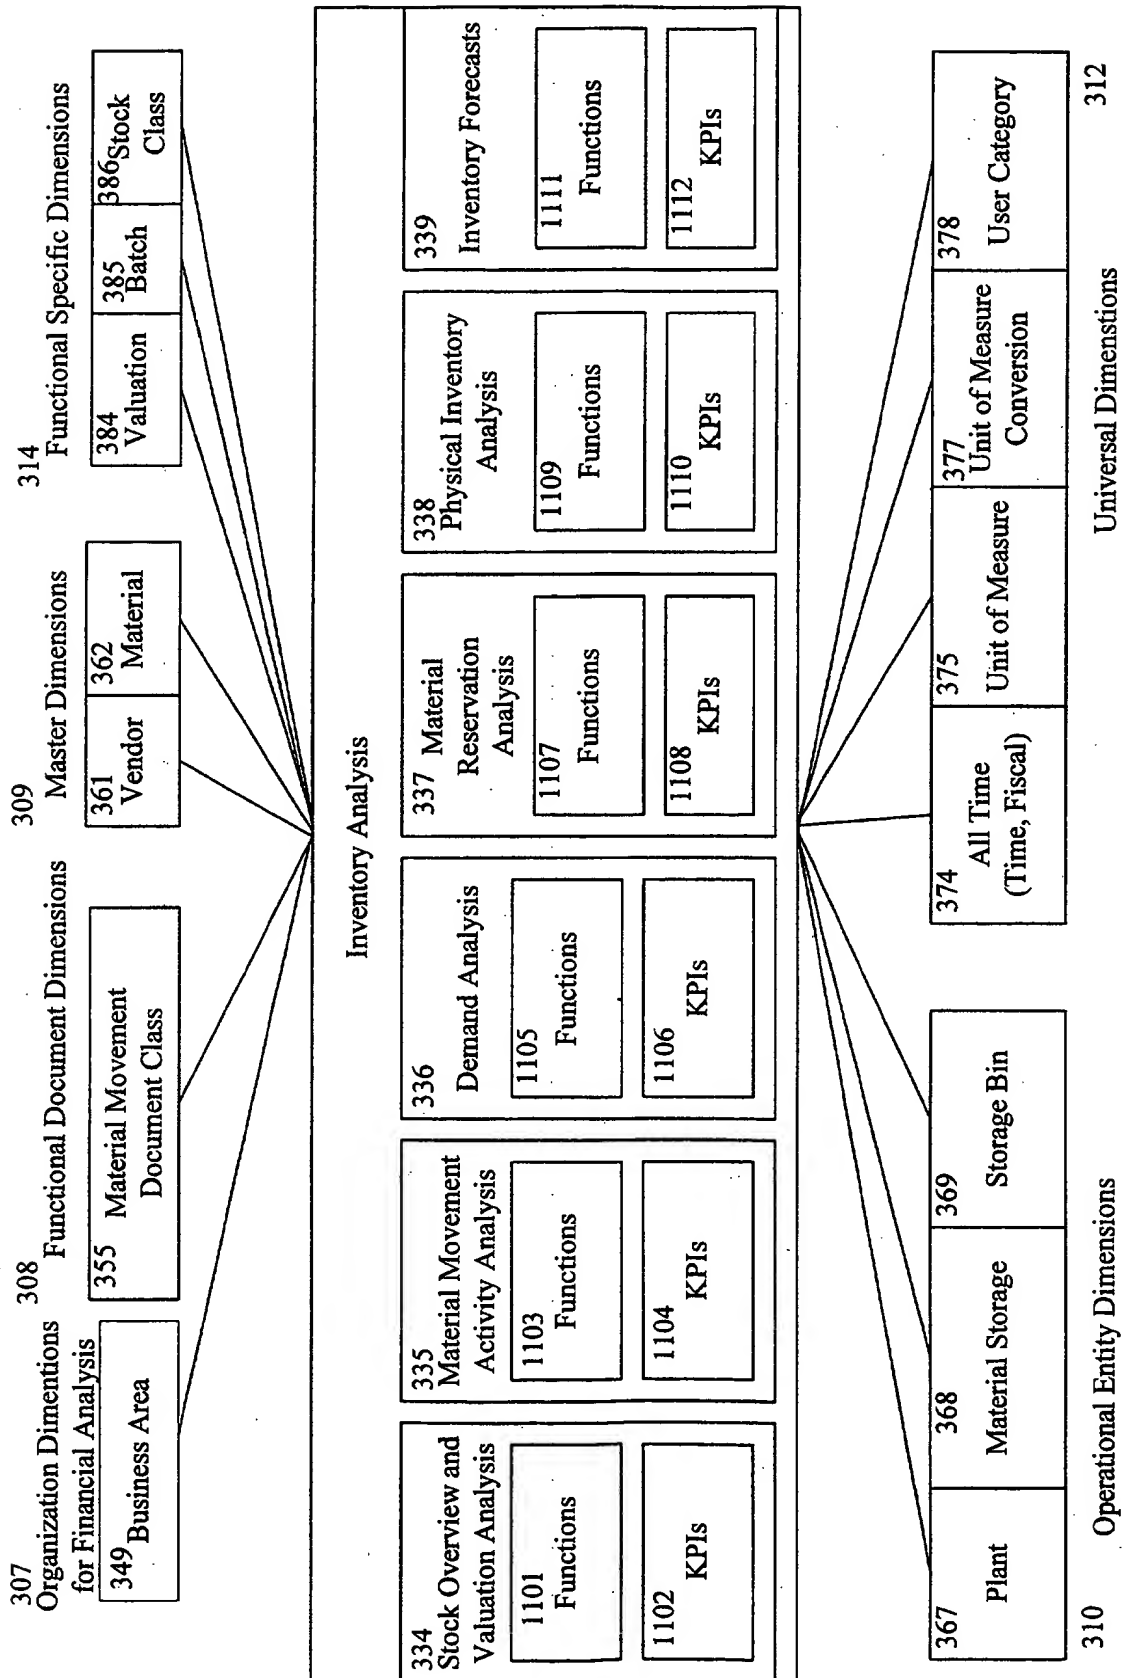 307
Organization Dimentions
for Financial Analysis
349 Business Area
308
Functional Document Dimensions
355
Material Movement
Document Class
309
Master Dimensions
361
Vendor
362
Material
314
Functional Specific Dimensions
384
Valuation
385
Batch
386 Stock
Class
Inventory Analysis
334
Stock Overview and
Valuation Analysis
1101
Functions
1102
KPIs
335
Material Movement
Activity Analysis
1103
Functions
1104
KPIs
336
Demand Analysis
1105
Functions
1106
KPIs
337 Material
Reservation
Analysis
1107
Functions
1108
KPIs
338
Physical Inventory
Analysis
1109
Functions
1110
KPIs
339
Inventory Forecasts
1111
Functions
1112
KPIs
367
Plant
368
Material Storage
369
Storage Bin
310
Operational Entity Dimensions
374
All Time
(Time, Fiscal)
375
Unit of Measure
377
Unit of Measure
Conversion
378
User Category
Universal Dimenstions
312